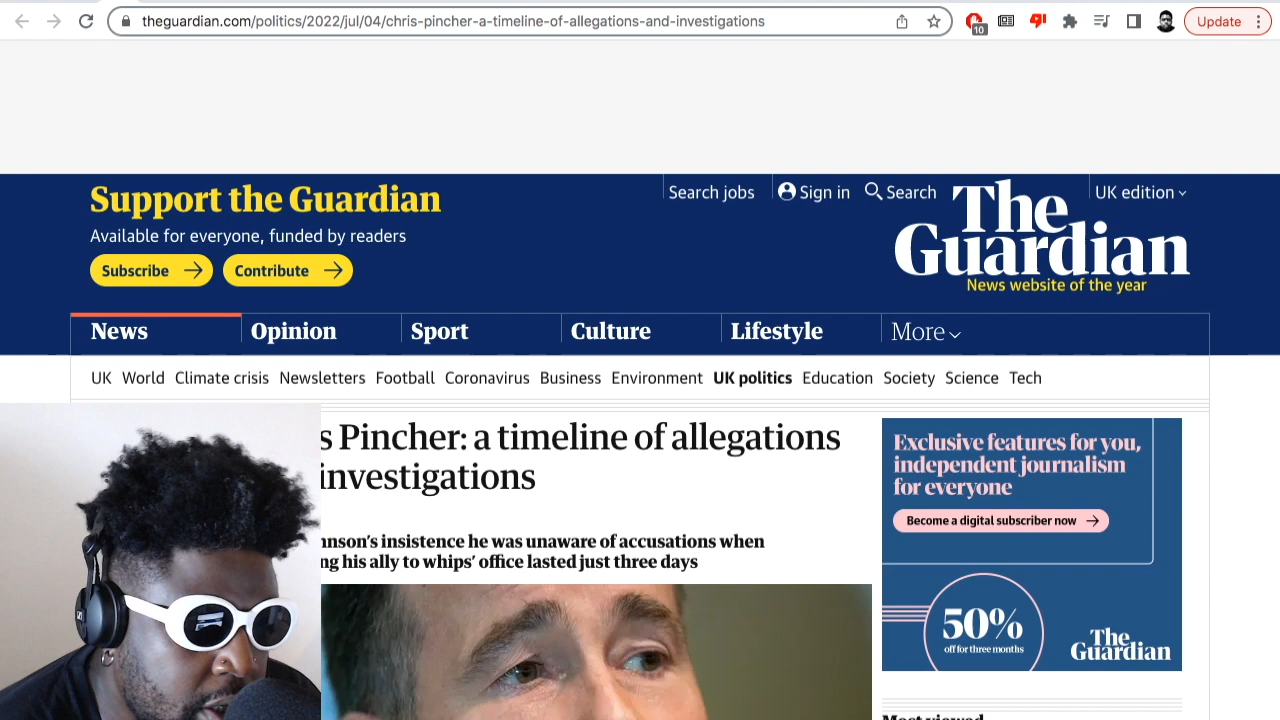 theguardian.com/politics/2022/jul/04/chris-pincher-a-timeline-of-allegations-and-investigations
10
Update
Support the Guardian
Available for everyone, funded by readers
Subscribe
Contribute
Search jobs
Sign in
Search
UK edition
The
Guardian
News website of the year
News
Opinion
Sport
Culture
Lifestyle
More
UK World Climate crisis Newsletters Football Coronavirus Business Environment UK politics Education Society Science Tech
s Pincher: a timeline of allegations
investigations
hnson's insistence he was unaware of accusations when
ng his ally to whips' office lasted just three days
Exclusive features for you,
independent journalism
for everyone
Become a digital subscriber now
50%
off for three months
The
Guardian
Most viewed